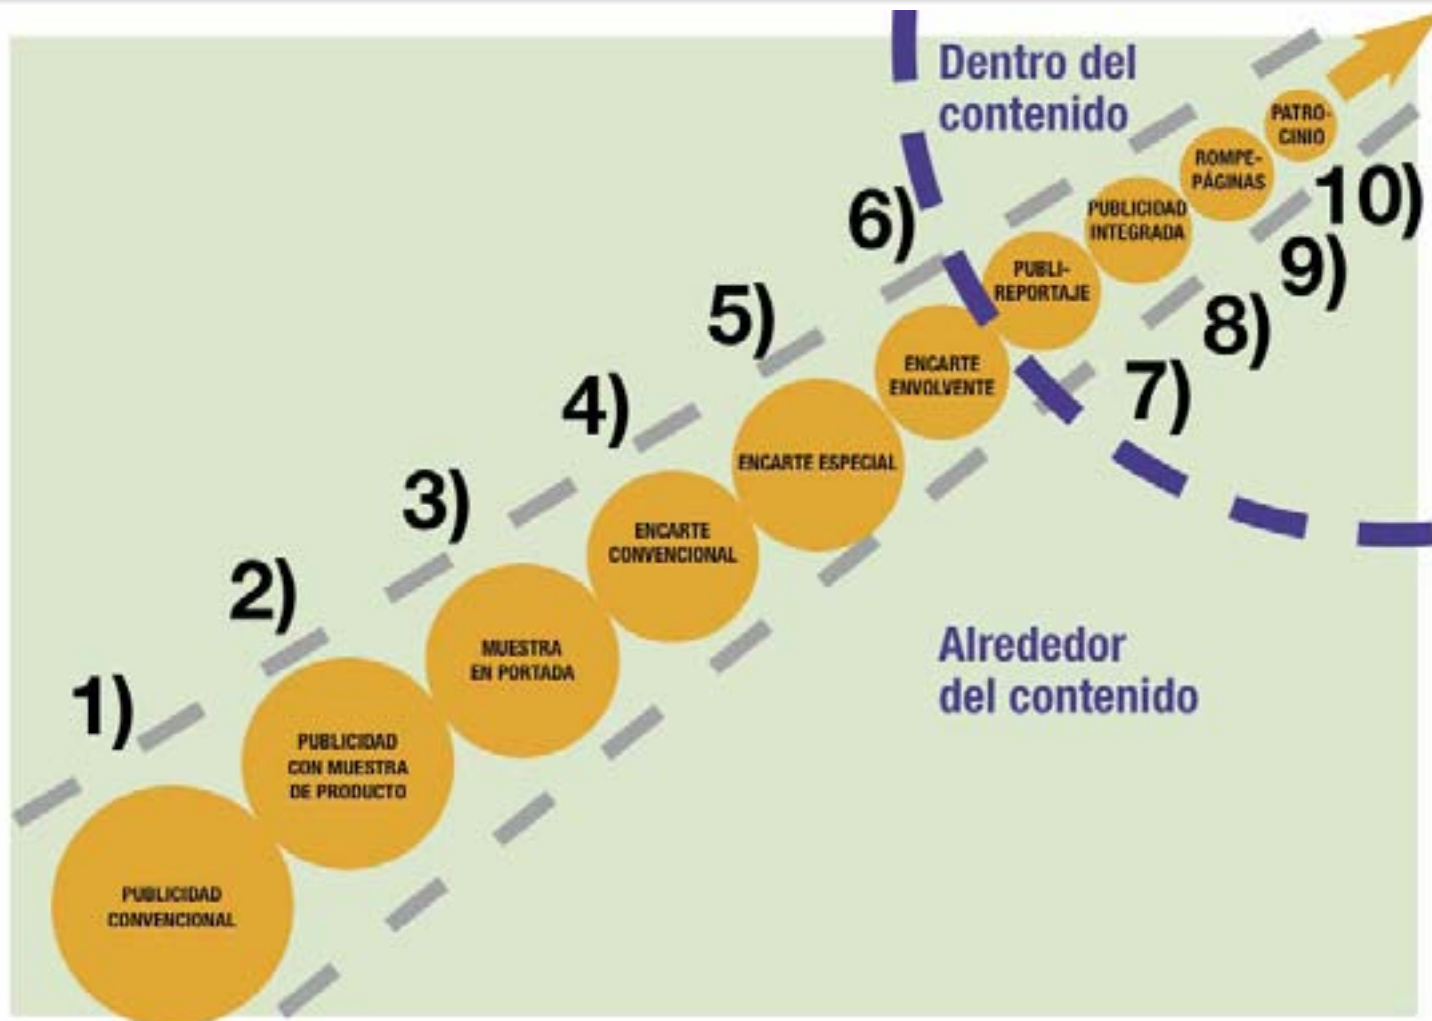 Dentro del
contenido
PATRO-
CINIO
ROMPE-
PÁGINAS
10)
6)
PUBLICIDAD
INTEGRADA
9)
PUBLI-
REPORTAJE
8)
5)
ENCARTE
ENVOLVENTE
7)
4)
ENCARTE ESPECIAL
3)
ENCARTE
CONVENCIONAL
2)
MUESTRA
EN PORTADA
Alrededor
del contenido
1)
PUBLICIDAD
CON MUESTRA
DE PRODUCTO
PUBLICIDAD
CONVENCIONAL